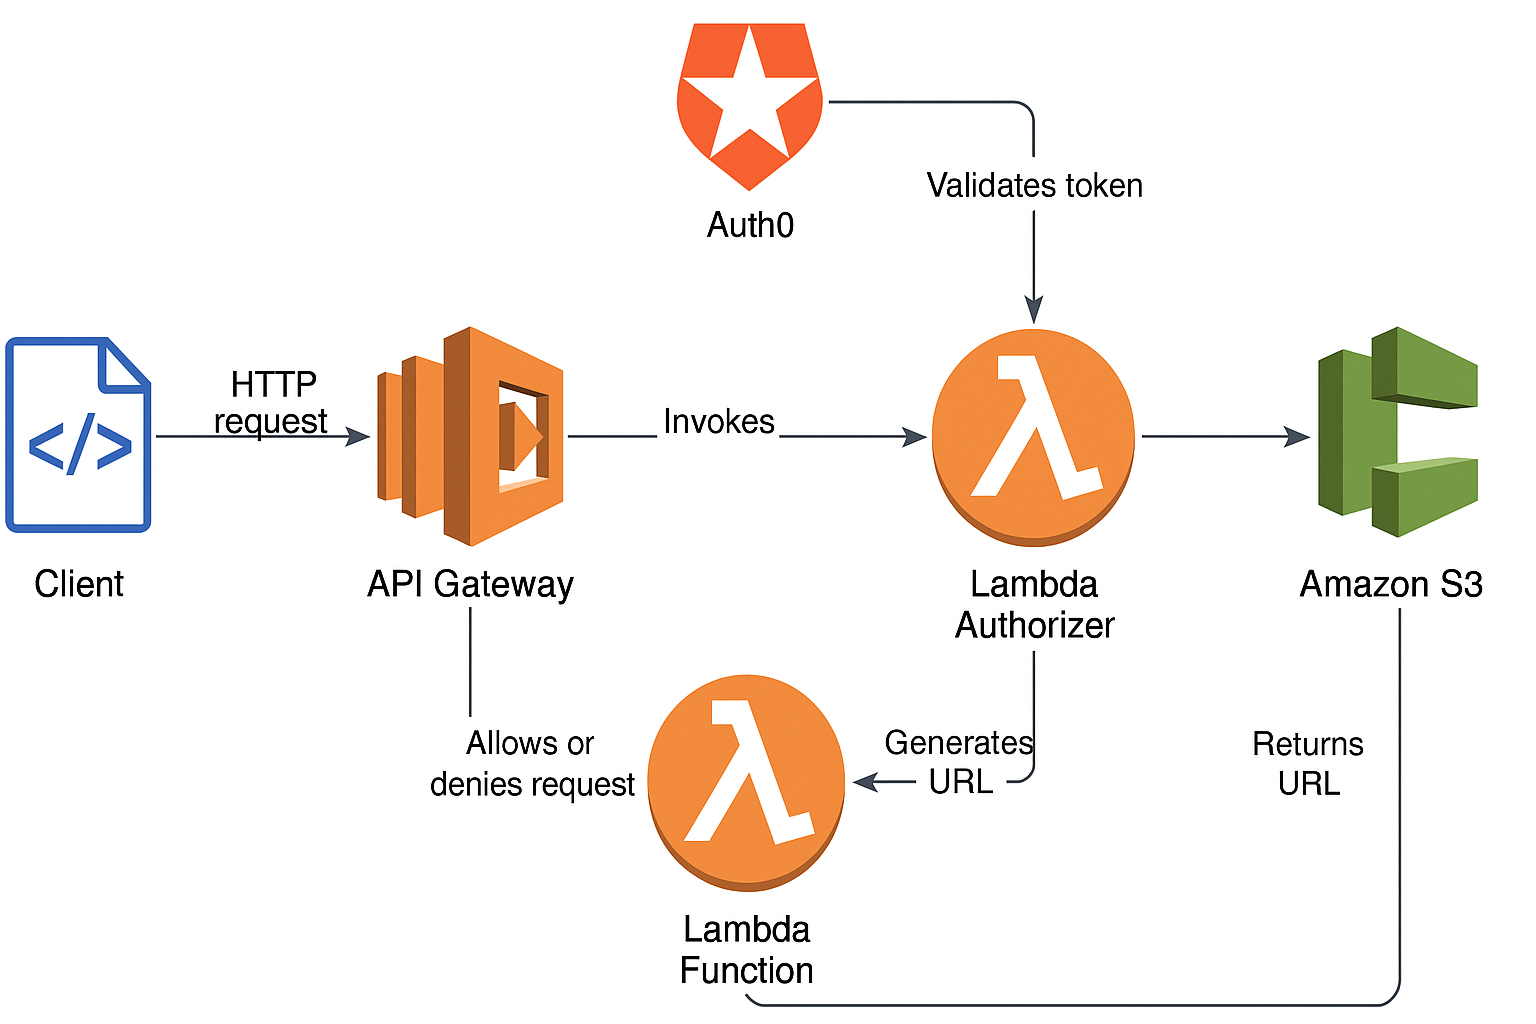 Auth0
Validates token
</>
HTTP
request
Invokes
Client
API Gateway
Lambda
Authorizer
Amazon S3
Allows or
denies request
Generates
URL
Returns
URL
Lambda
Function